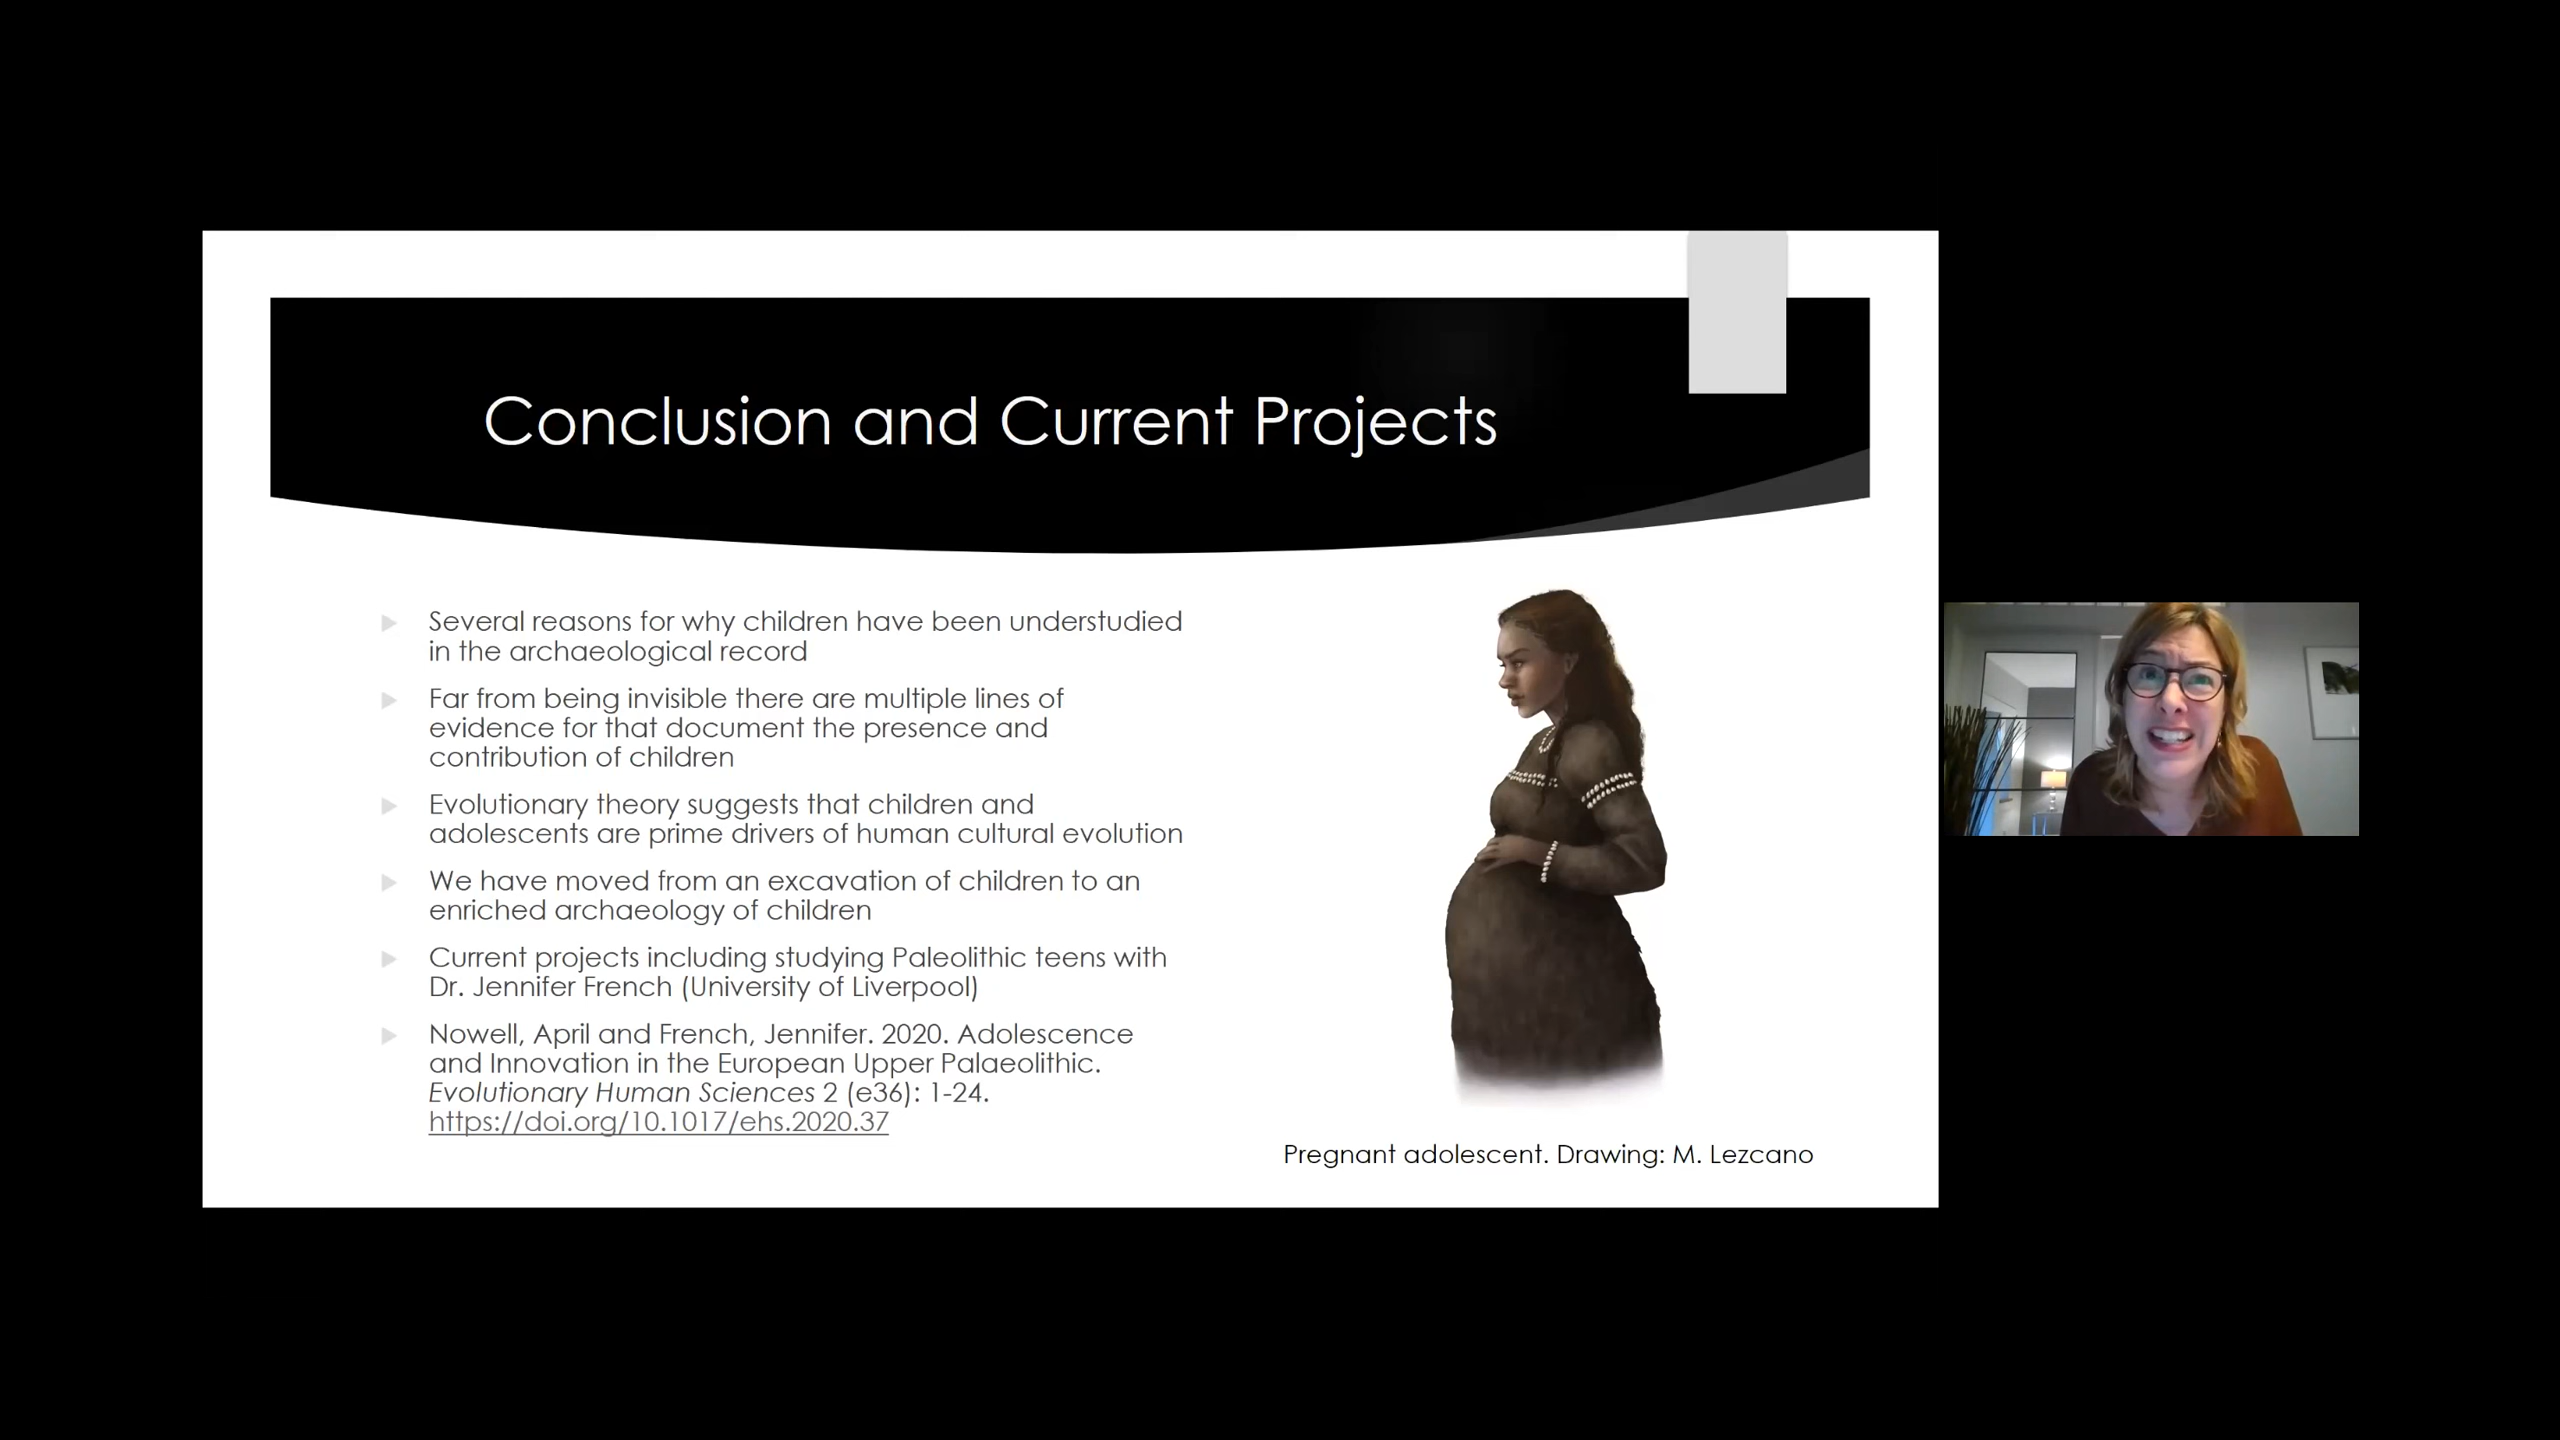 Conclusion and Current Projects
Several reasons for why children have been understudied
in the archaeological record
Far from being invisible there are multiple lines of
evidence for that document the presence and
contribution of children
Evolutionary theory suggests that children and
adolescents are prime drivers of human cultural evolution
We have moved from an excavation of children to an
enriched archaeology of children
Current projects including studying Paleolithic teens with
Dr. Jennifer French (University of Liverpool)
Nowell, April and French, Jennifer. 2020. Adolescence
and Innovation in the European Upper Palaeolithic.
Evolutionary Human Sciences 2 (e36): 1-24.
https://doi.org/10.1017/ehs.2020.37
Pregnant adolescent. Drawing: M. Lezcano